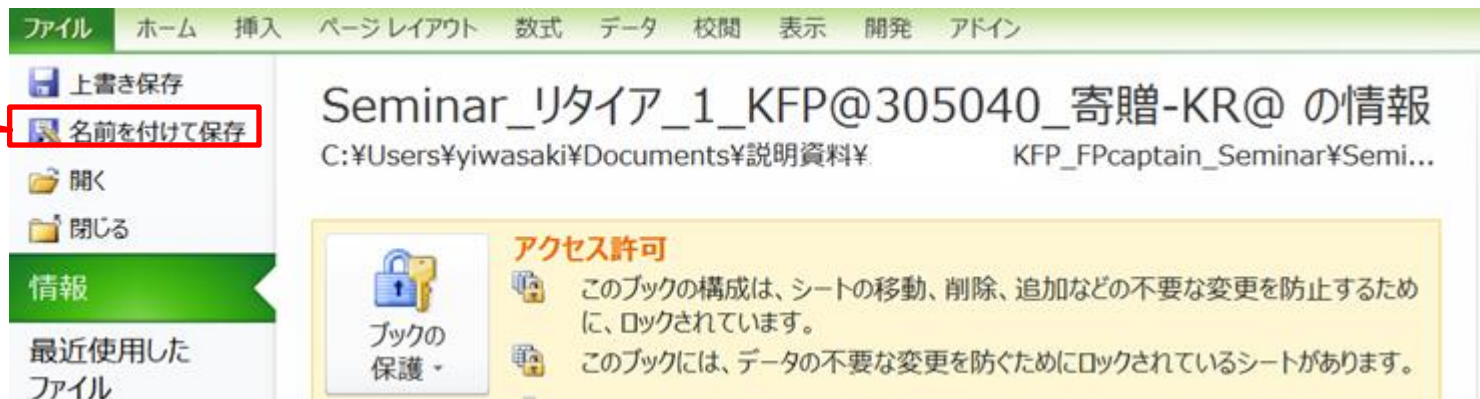 ファイル ホーム 挿入 ページ レイアウト 数式 データ 校閲 表示 開発 アドイン
上書き保存
名前を付けて保存
開く
閉じる
情報
最近使用した
ファイル
Seminar_リタイア_1_KFP@305040_寄贈-KR@ の情報
C:¥Users¥yiwasaki¥Documents¥説明資料¥ KFP_FPcaptain_Seminar¥Semi...
ブックの
保護
アクセス許可
このブックの構成は、シートの移動、削除、追加などの不要な変更を防止するため
に、ロックされています。
このブックには、データの不要な変更を防ぐためにロックされているシートがあります。